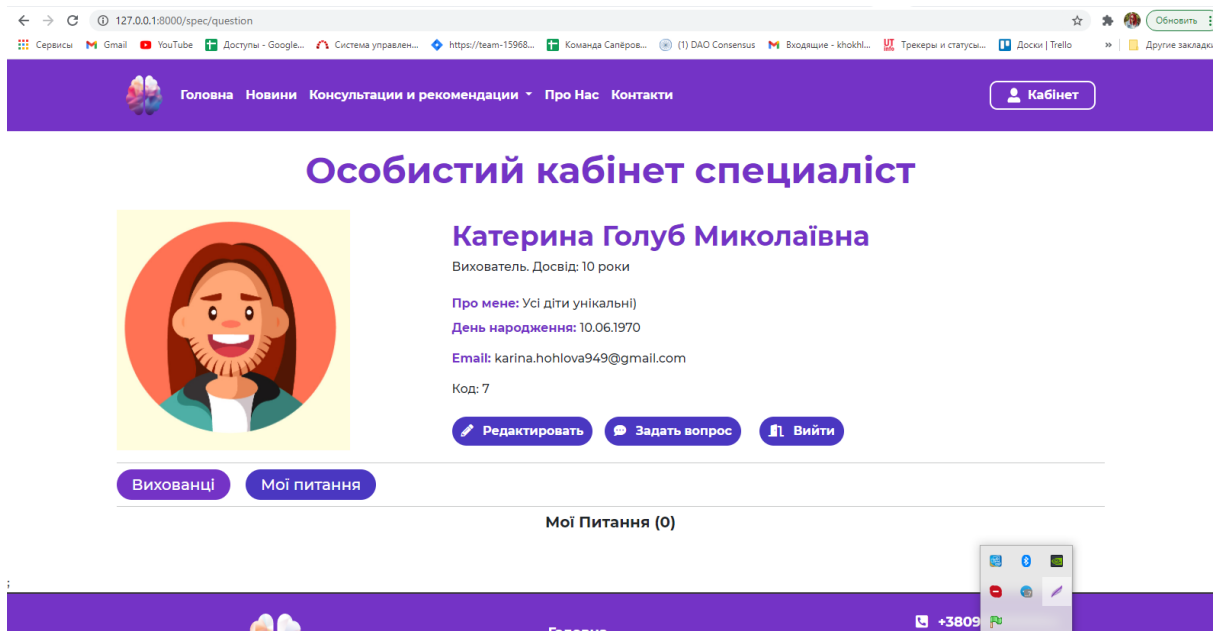 127.0.0.1:8000/spec/question
Обновить
Сервисы Gmail YouTube Доступы - Google... Система управлен... https://team-15968... Команда Сапёров... (1) DAO Consensus Входящие - khokhl... Трекеры и статусы... Доски | Trello » Другие закладки
Головна Новини Консультации и рекомендации Про Нас Контакти Кабінет
Особистий кабінет специаліст
Катерина Голуб Миколаївна
Вихователь. Досвід: 10 роки
Про мене: Усі діти унікальні)
День народження: 10.06.1970
Email: karina.hohlova949@gmail.com
Код: 7
Редактировать Задать вопрос Вийти
Вихованці Мої питання
Мої Питання (0)
;
Головна
+3809